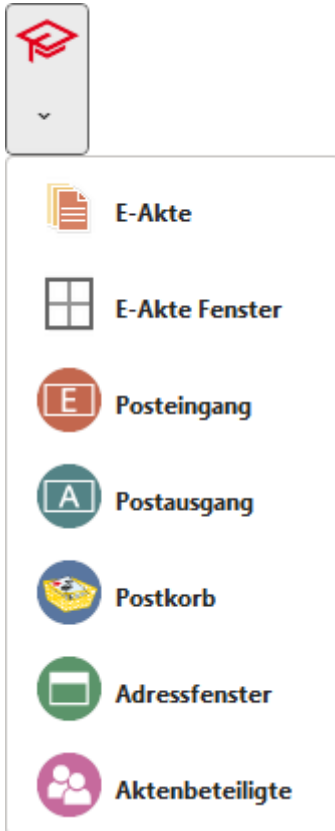 E-Akte
E-Akte Fenster
E Posteingang
A Postausgang
Postkorb
Adressfenster
Aktenbeteiligte